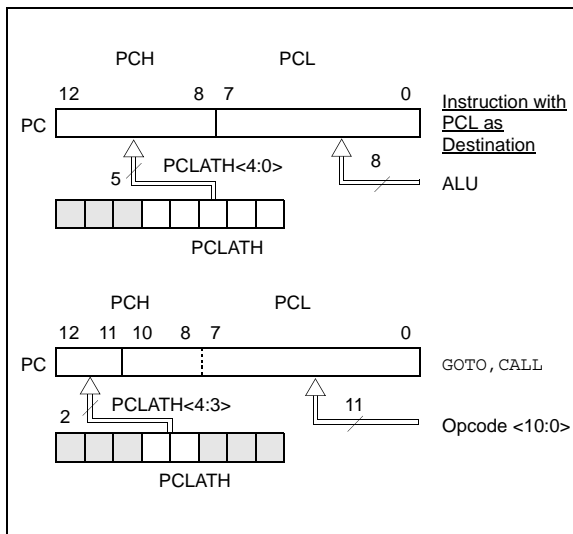 PCH PCL
12 8 7 0
PC
Instruction with
PCL as
Destination
5 PCLATH<4:0> 8
ALU
PCLATH
PCH PCL
12 11 10 8 7 0
PC GOTO, CALL
2 PCLATH<4:3> 11
Opcode <10:0>
PCLATH